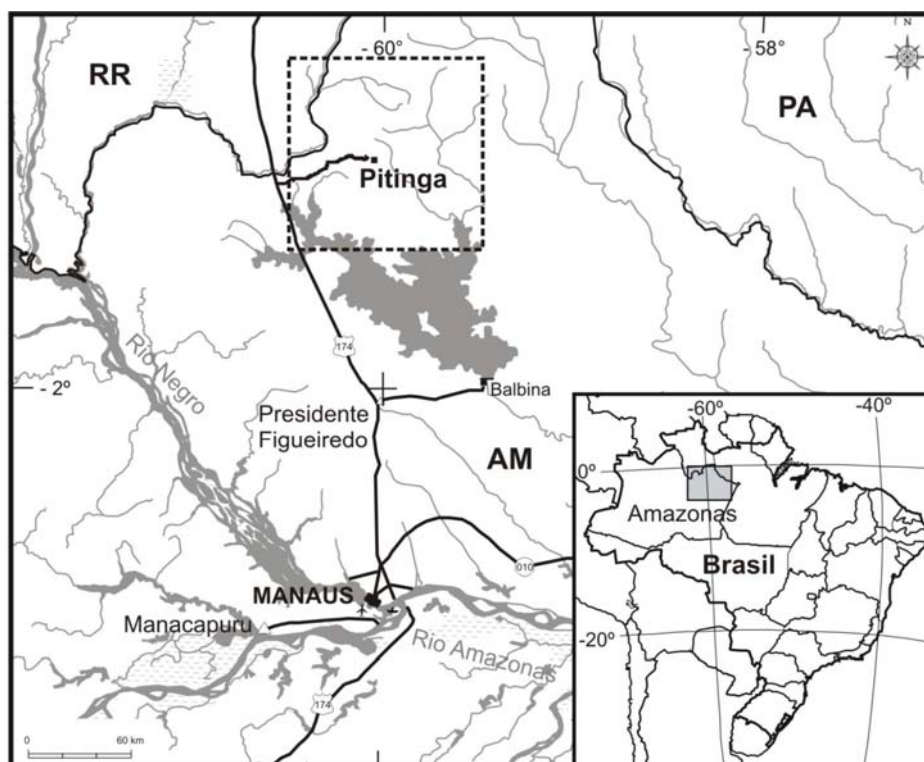 N
- 60°
- 58°
RR
PA
Pitinga
Rio Negro
174
- 2°
Balbina
Presidente
Figueiredo
AM
010
MANAUS
Manacapuru
Rio Amazonas
174
0
60 km
-60°
-40°
0°
Amazonas
Brasil
-20°